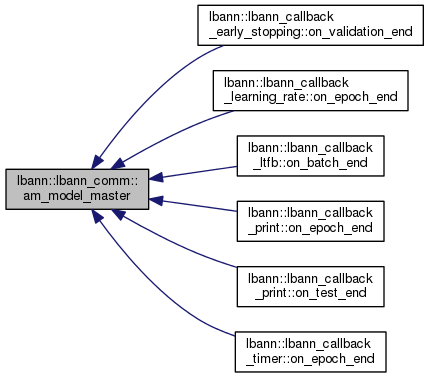 lbann::lbann_callback
_early_stopping::on_validation_end
lbann::lbann_callback
_learning_rate::on_epoch_end
lbann::lbann_callback
_ltfb::on_batch_end
lbann::lbann_comm::
am_model_master
lbann::lbann_callback
_print::on_epoch_end
lbann::lbann_callback
_print::on_test_end
lbann::lbann_callback
_timer::on_epoch_end